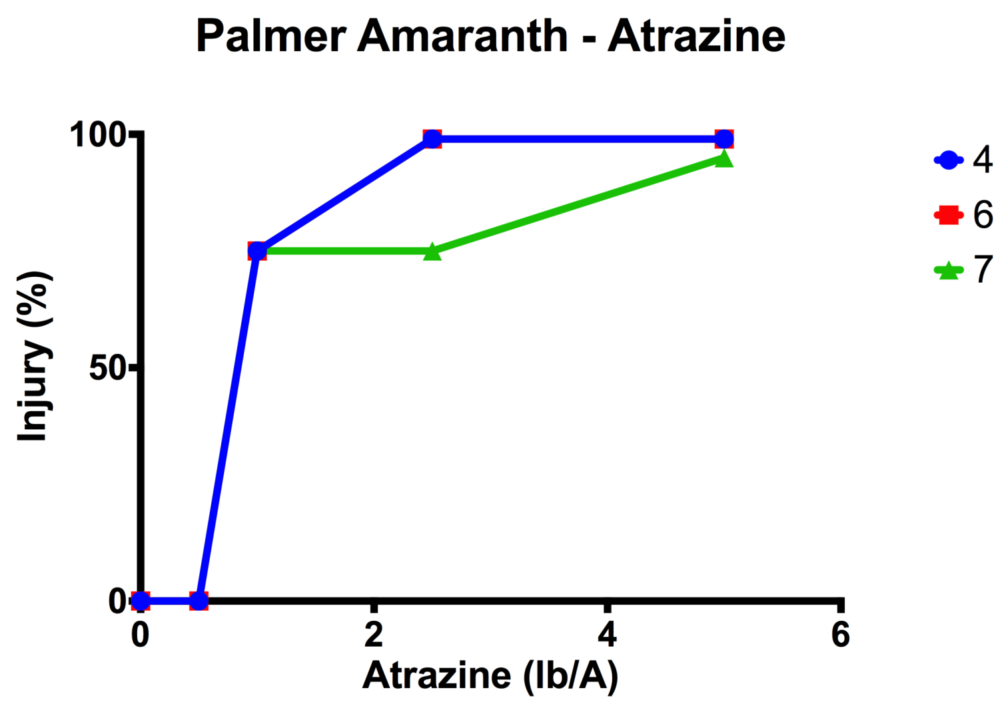 Palmer Amaranth - Atrazine
100
50
0
Injury (%)
0 2 4 6
Atrazine (lb/A)
4
6
7